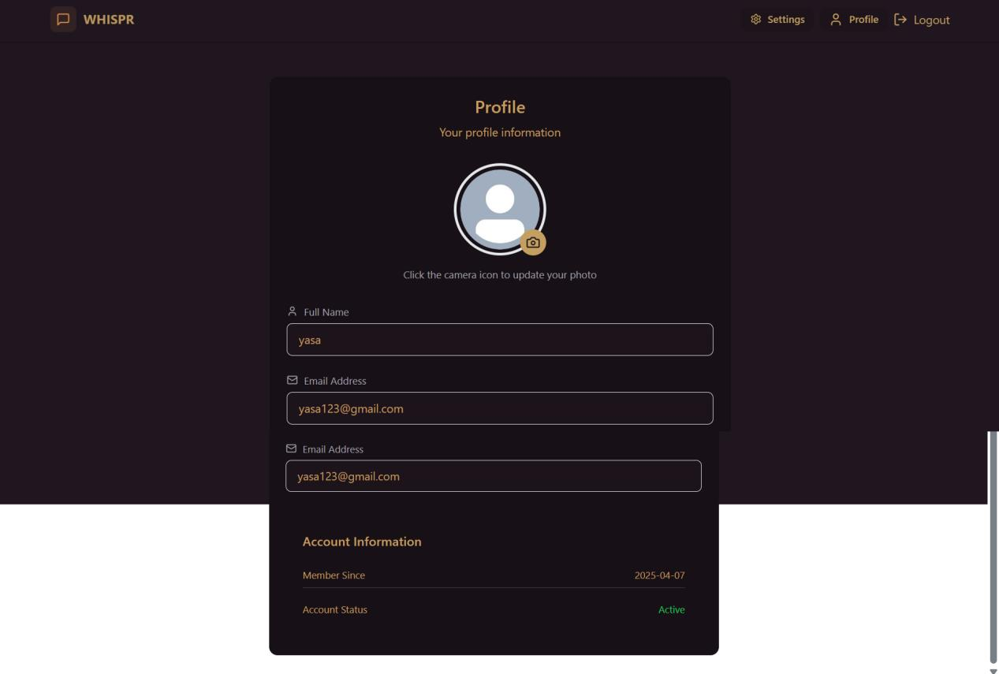 WHISPR
Settings Profile Logout
Profile
Your profile information
Click the camera icon to update your photo
Full Name
yasa
Email Address
yasa123@gmail.com
Email Address
yasa123@gmail.com
Account Information
Member Since 2025-04-07
Account Status Active